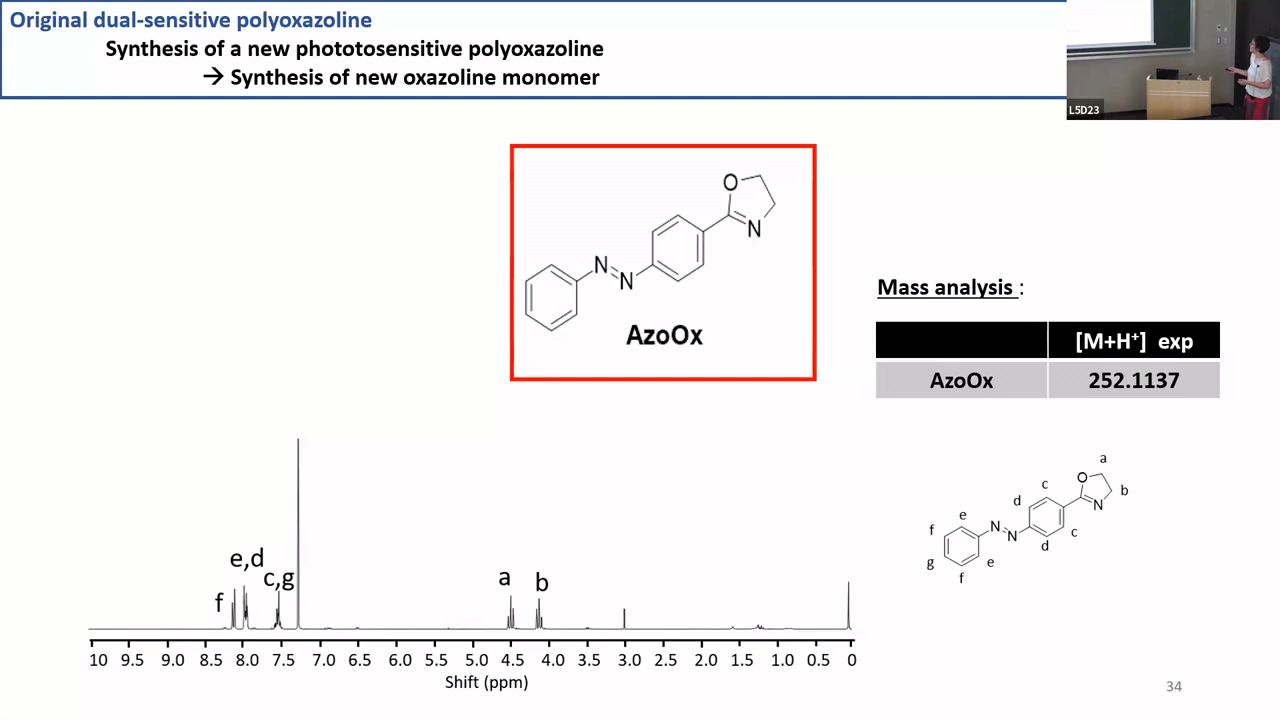 Original dual-sensitive polyoxazoline
Synthesis of a new phototosensitive polyoxazoline
→ Synthesis of new oxazoline monomer
L5D23
O
N
N
N
AzoOx
Mass analysis :
[M+H⁺] exp
AzoOx 252.1137
a
O
b
N
c
d
c
d
N
N
e
f
g
e
f
e,d
c,g
f
a
b
10 9.5 9.0 8.5 8.0 7.5 7.0 6.5 6.0 5.5 5.0 4.5 4.0 3.5 3.0 2.5 2.0 1.5 1.0 0.5 0
Shift (ppm)
34